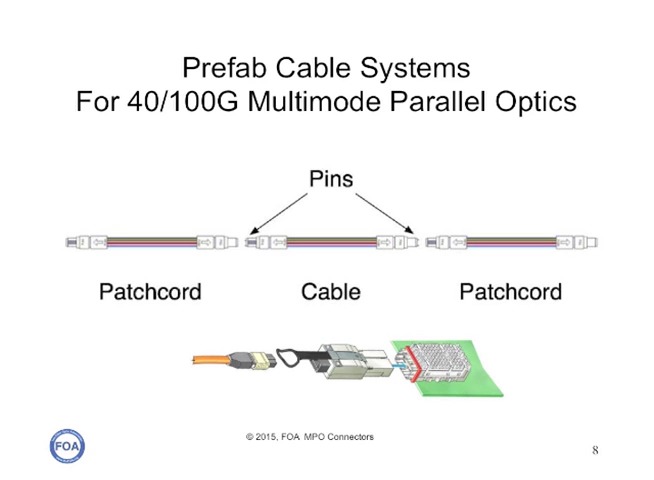 Prefab Cable Systems
For 40/100G Multimode Parallel Optics
Pins
Patchcord
Cable
Patchcord
© 2015, FOA MPO Connectors
FOA
8